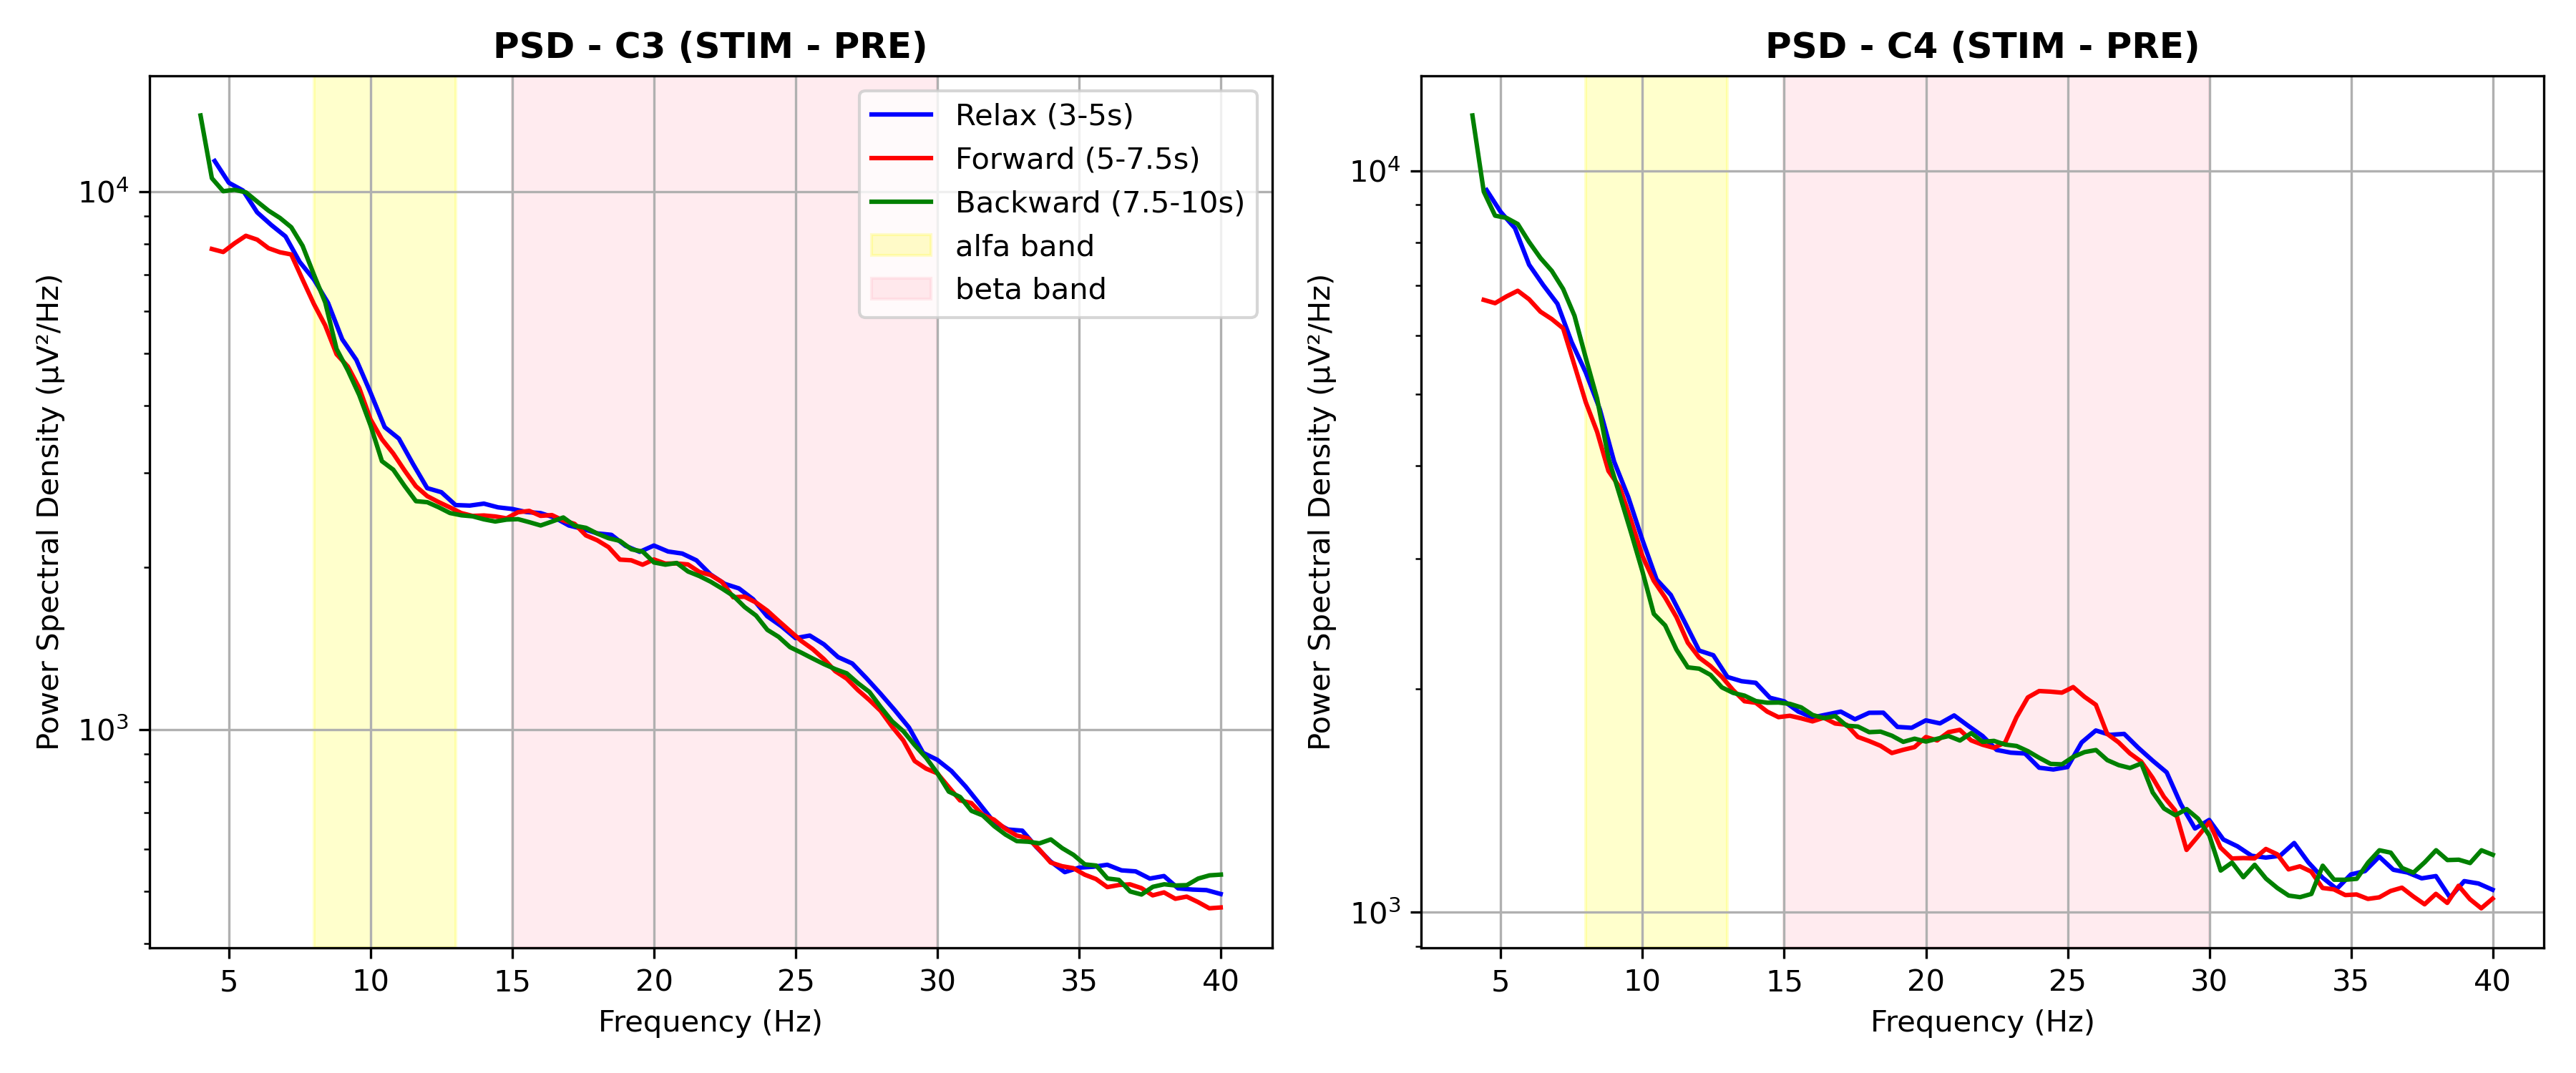 PSD - C3 (STIM - PRE)
Power Spectral Density (µV²/Hz)
10⁴
10³
Relax (3-5s)
Forward (5-7.5s)
Backward (7.5-10s)
alfa band
beta band
5 10 15 20 25 30 35 40
Frequency (Hz)
PSD - C4 (STIM - PRE)
Power Spectral Density (µV²/Hz)
10⁴
10³
5 10 15 20 25 30 35 40
Frequency (Hz)